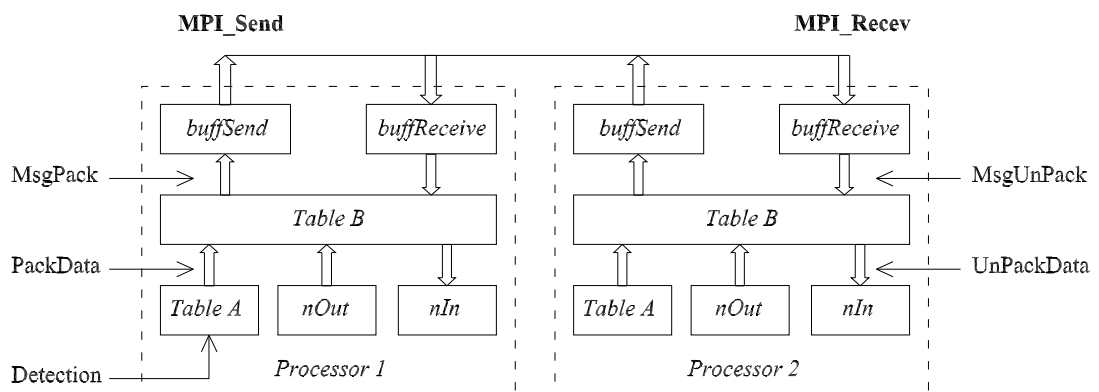 MPI_Send
MPI_Recev
buffSend
buffReceive
buffSend
buffReceive
MsgPack
MsgUnPack
Table B
Table B
PackData
UnPackData
Table A
nOut
nIn
Table A
nOut
nIn
Detection
Processor 1
Processor 2